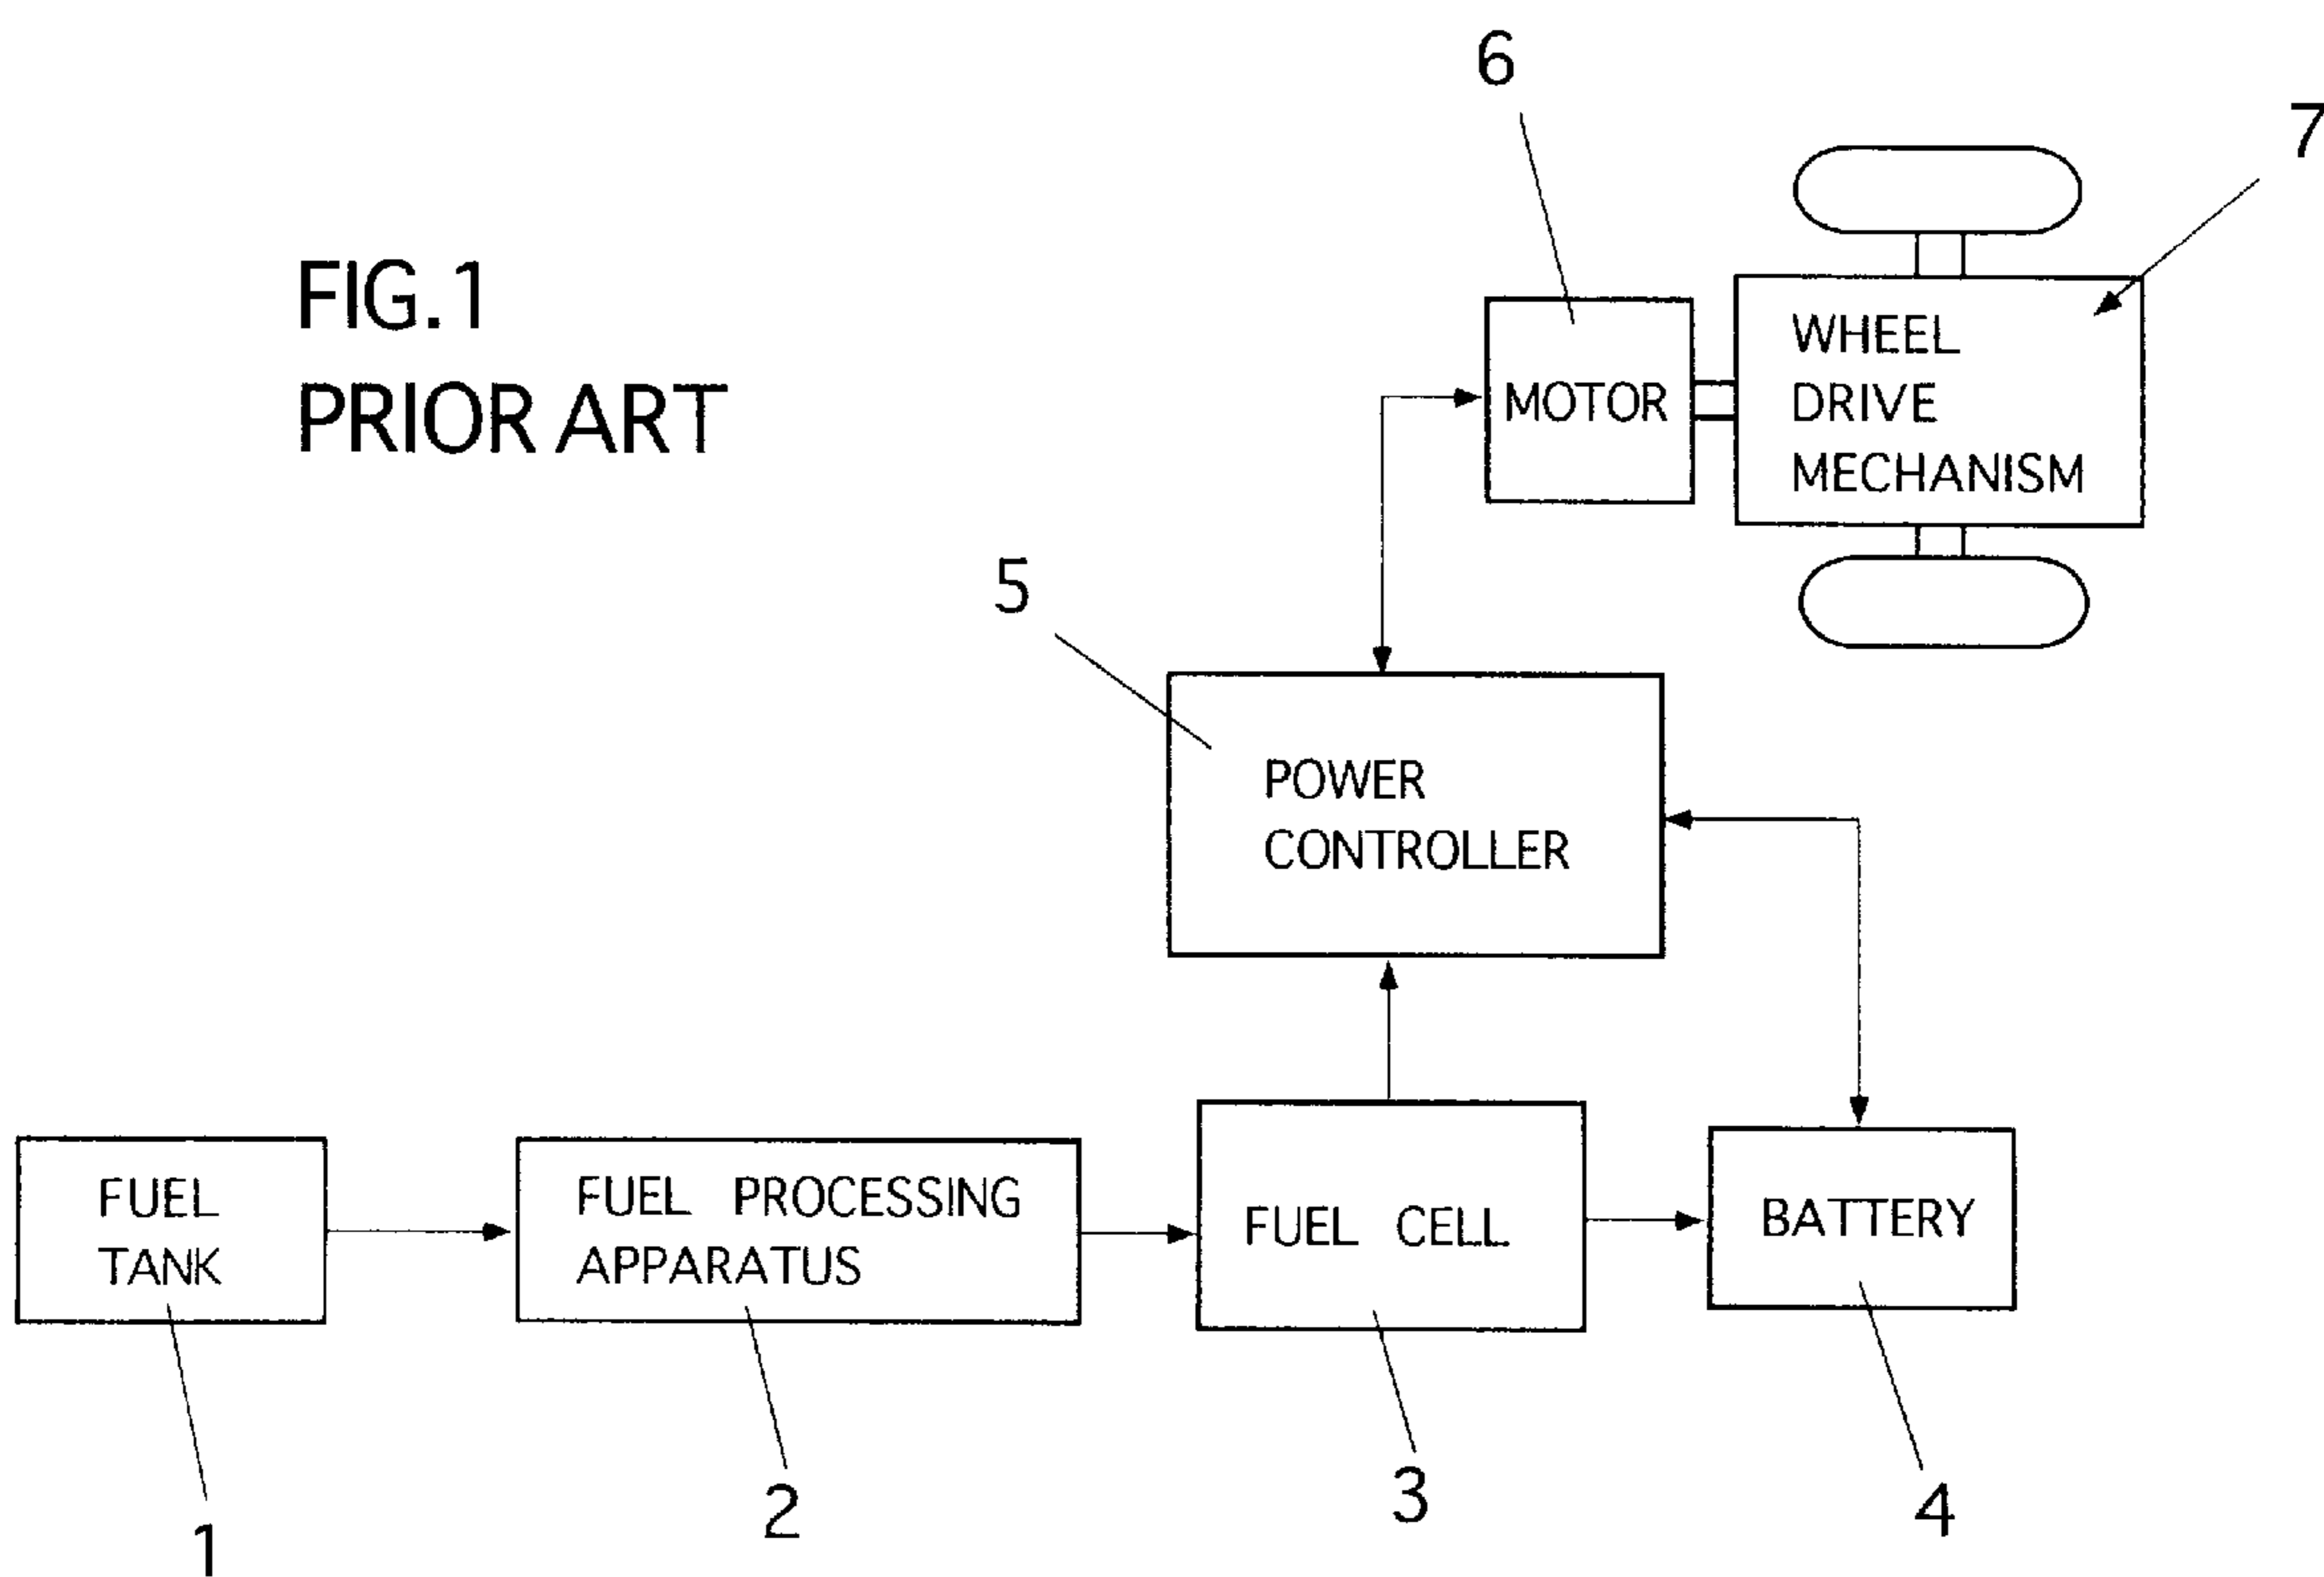 6
7
FIG.1
PRIOR ART
WHEEL
DRIVE
MECHANISM
MOTOR
5
POWER
CONTROLLER
FUEL
TANK
FUEL PROCESSING
APPARATUS
FUEL CELL
BATTERY
1
2
3
4